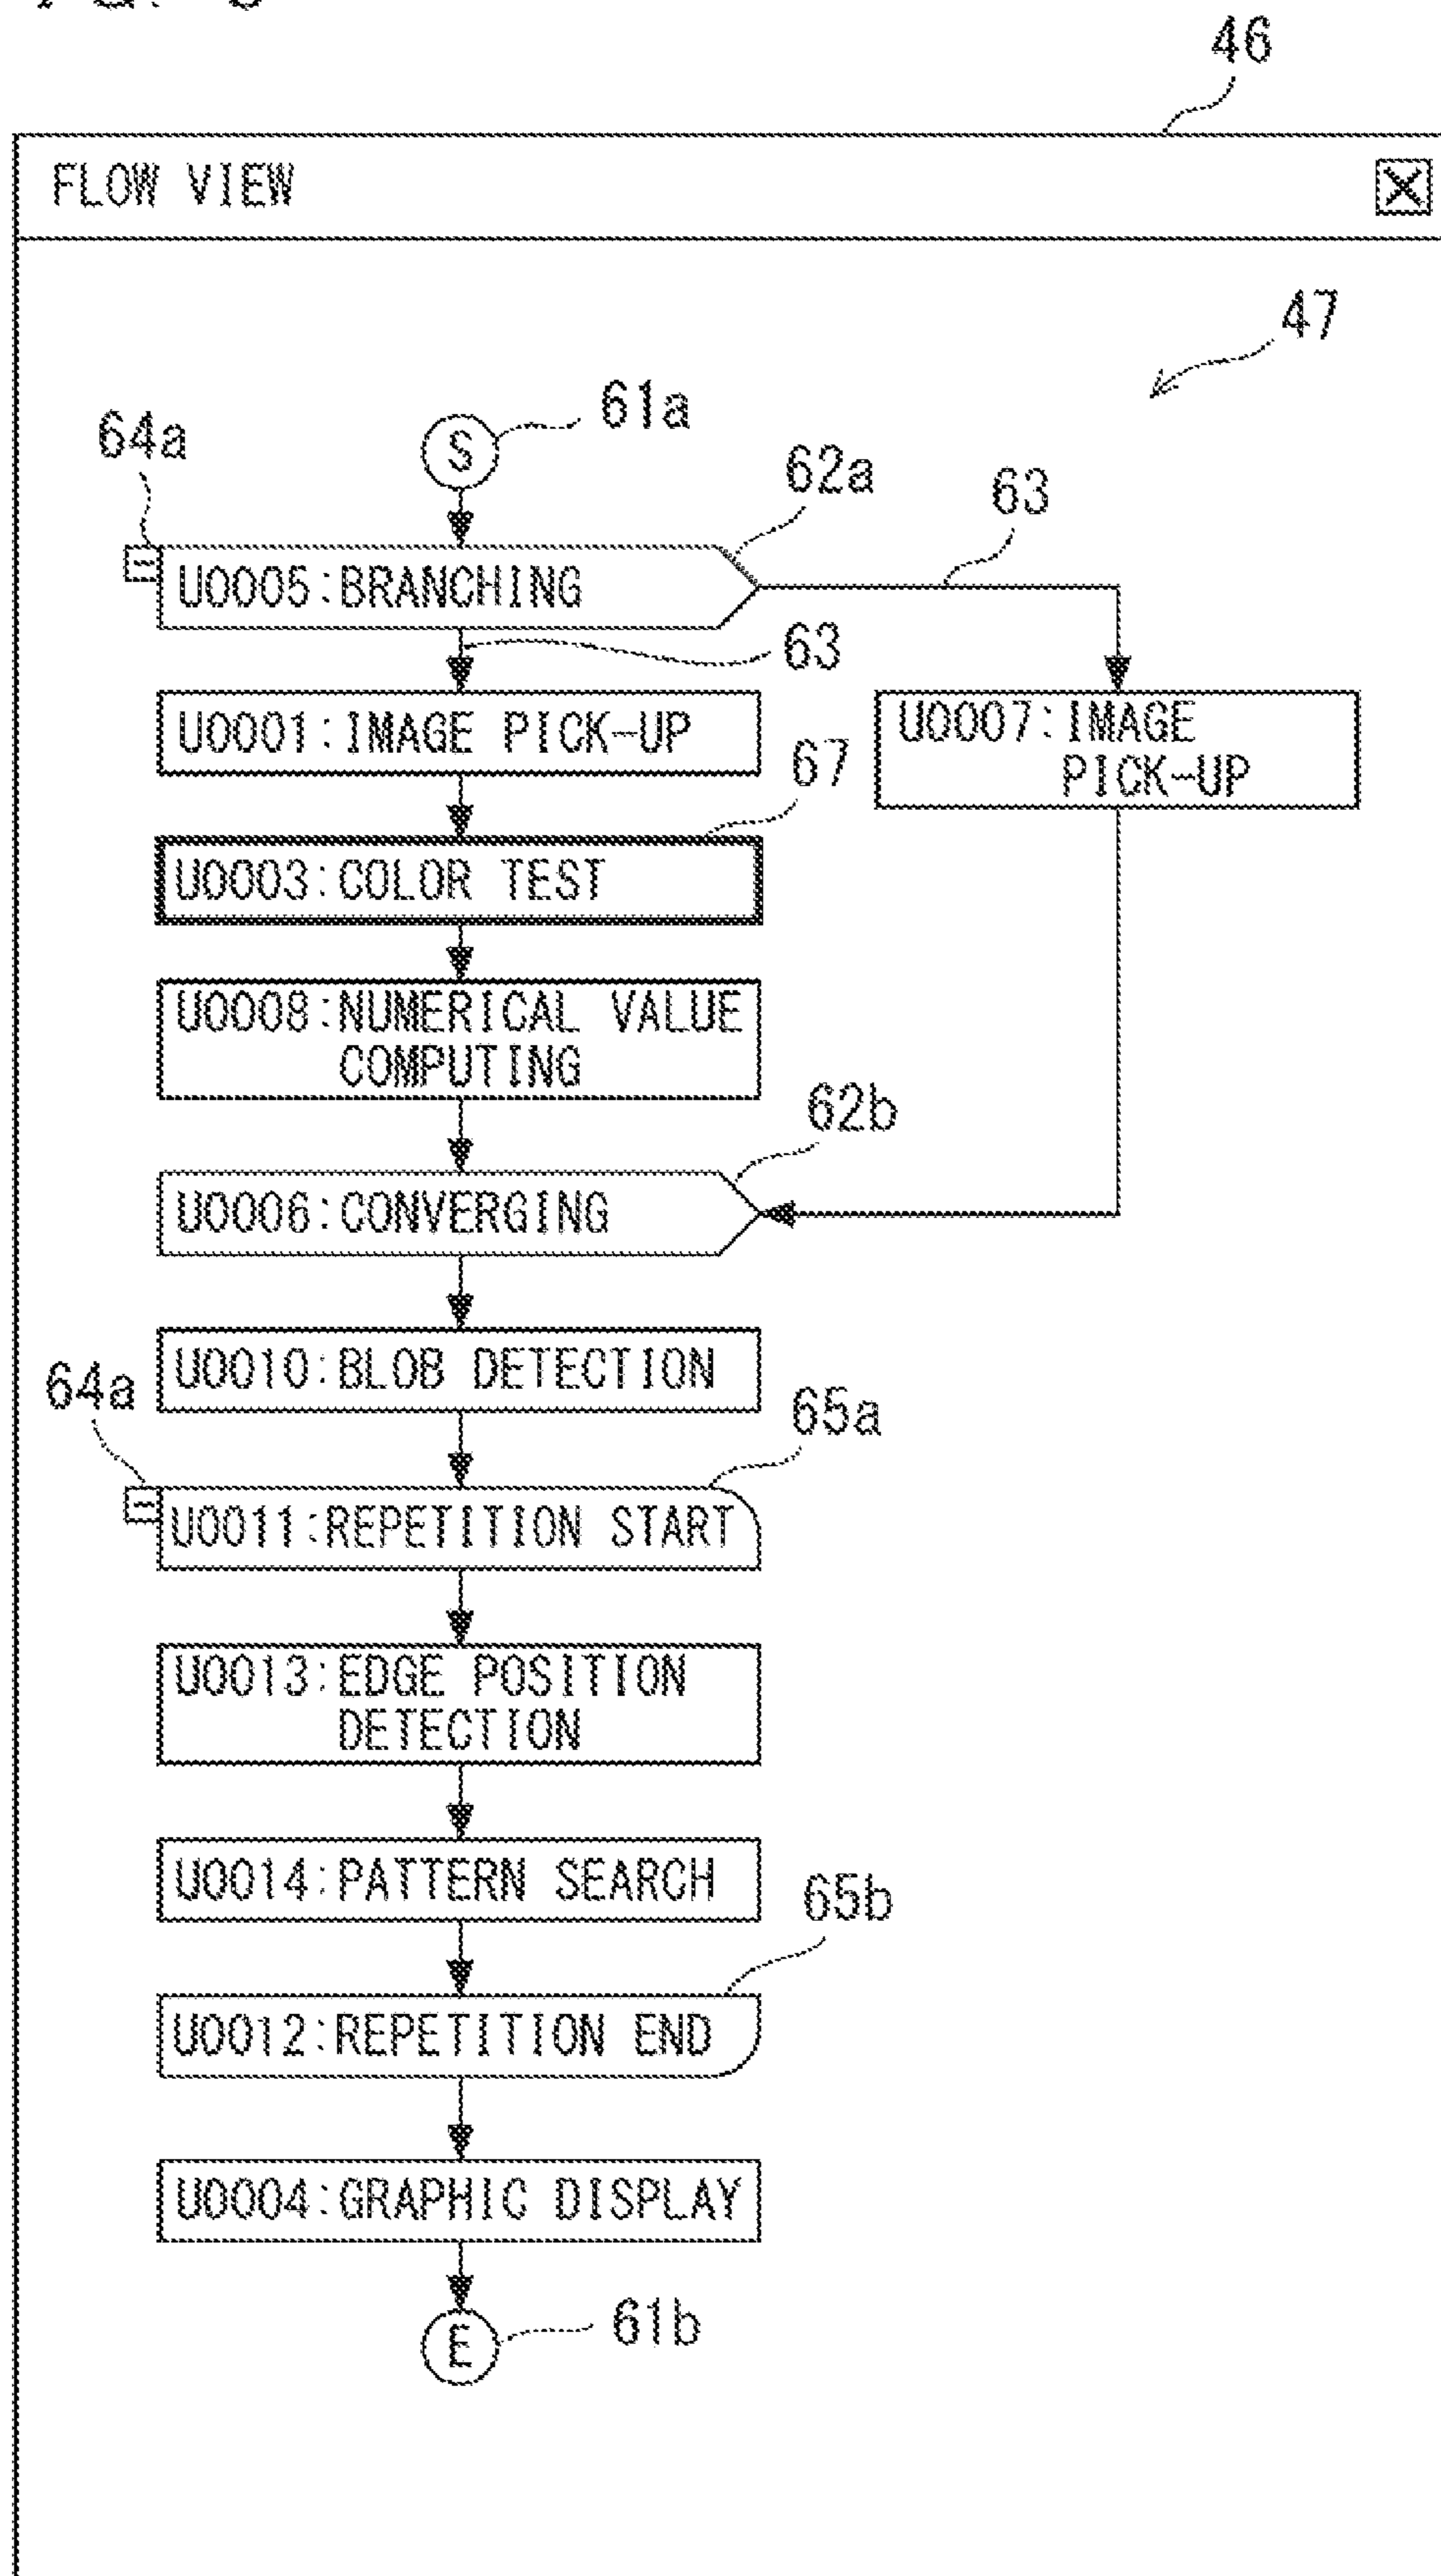 46
FLOW VIEW
47
61a
64a
S
62a
63
U0005:BRANCHING
63
U0001:IMAGE PICK-UP
U0007:IMAGE
PICK-UP
67
U0003:COLOR TEST
U0008:NUMERICAL VALUE
COMPUTING
62b
U0006:CONVERGING
U0010:BLOB DETECTION
64a
65a
U0011:REPETITION START
U0013:EDGE POSITION
DETECTION
U0014:PATTERN SEARCH
65b
U0012:REPETITION END
U0004:GRAPHIC DISPLAY
E
61b